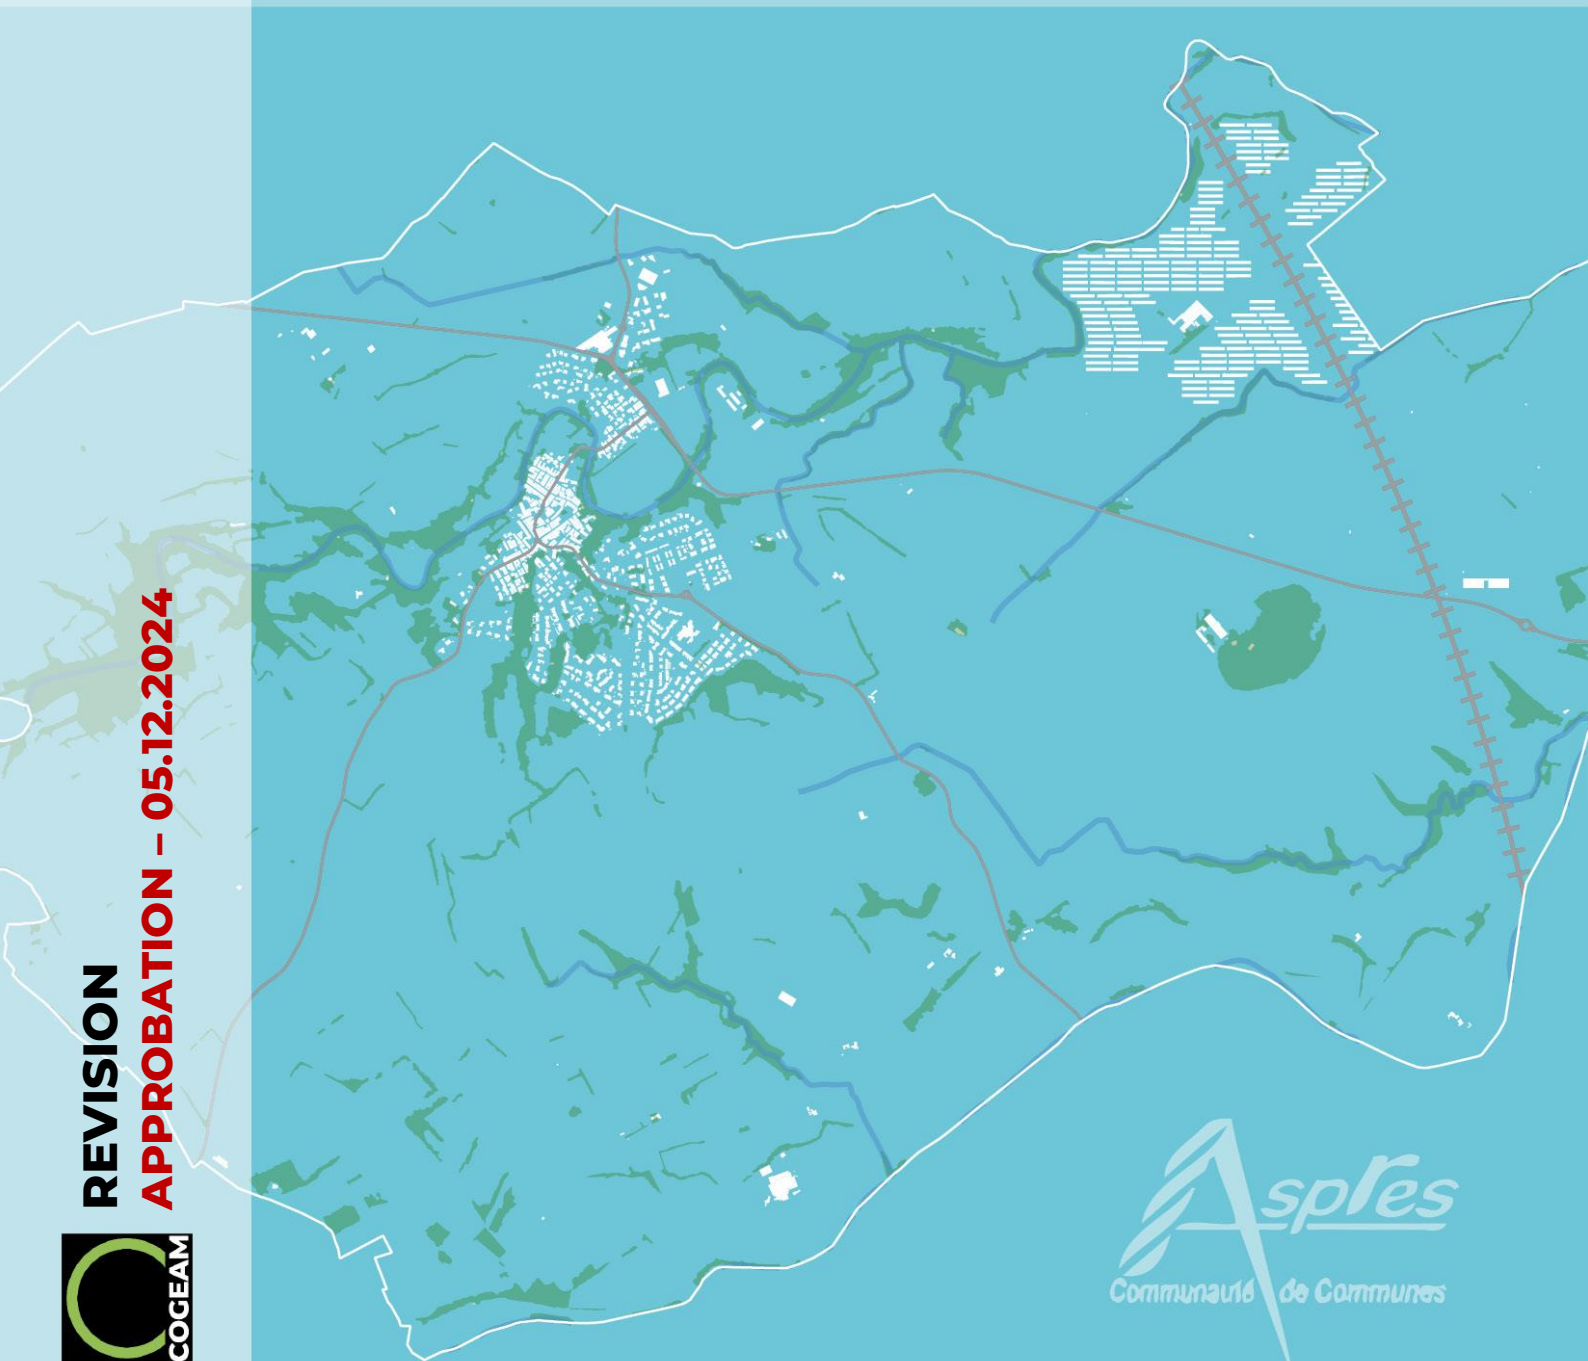 REVISION
APPROBATION – 05.12.2024
COGEAM
Aspres
Communauté de Communes